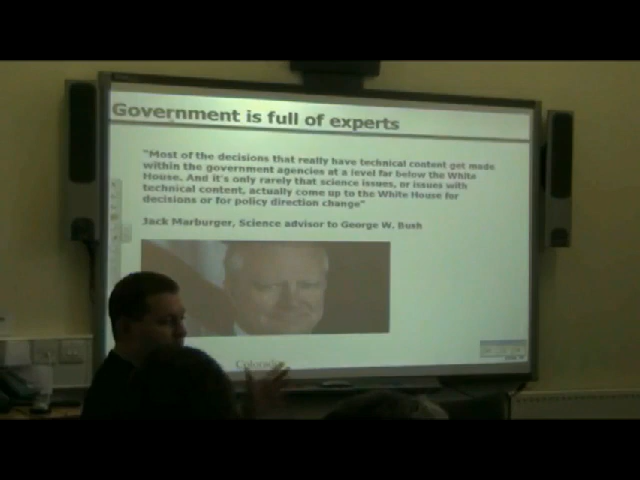 Government is full of experts
"Most of the decisions that really have technical content get made
within the government agencies at a level far below the White
House. And it's only rarely that science issues, or issues with
technical content, actually come up to the White House for
decisions or for policy direction change"
Jack Marburger, Science advisor to George W. Bush
Colorado